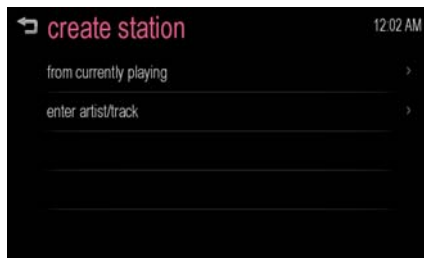 create station
12:02 AM
from currently playing
enter artist/track